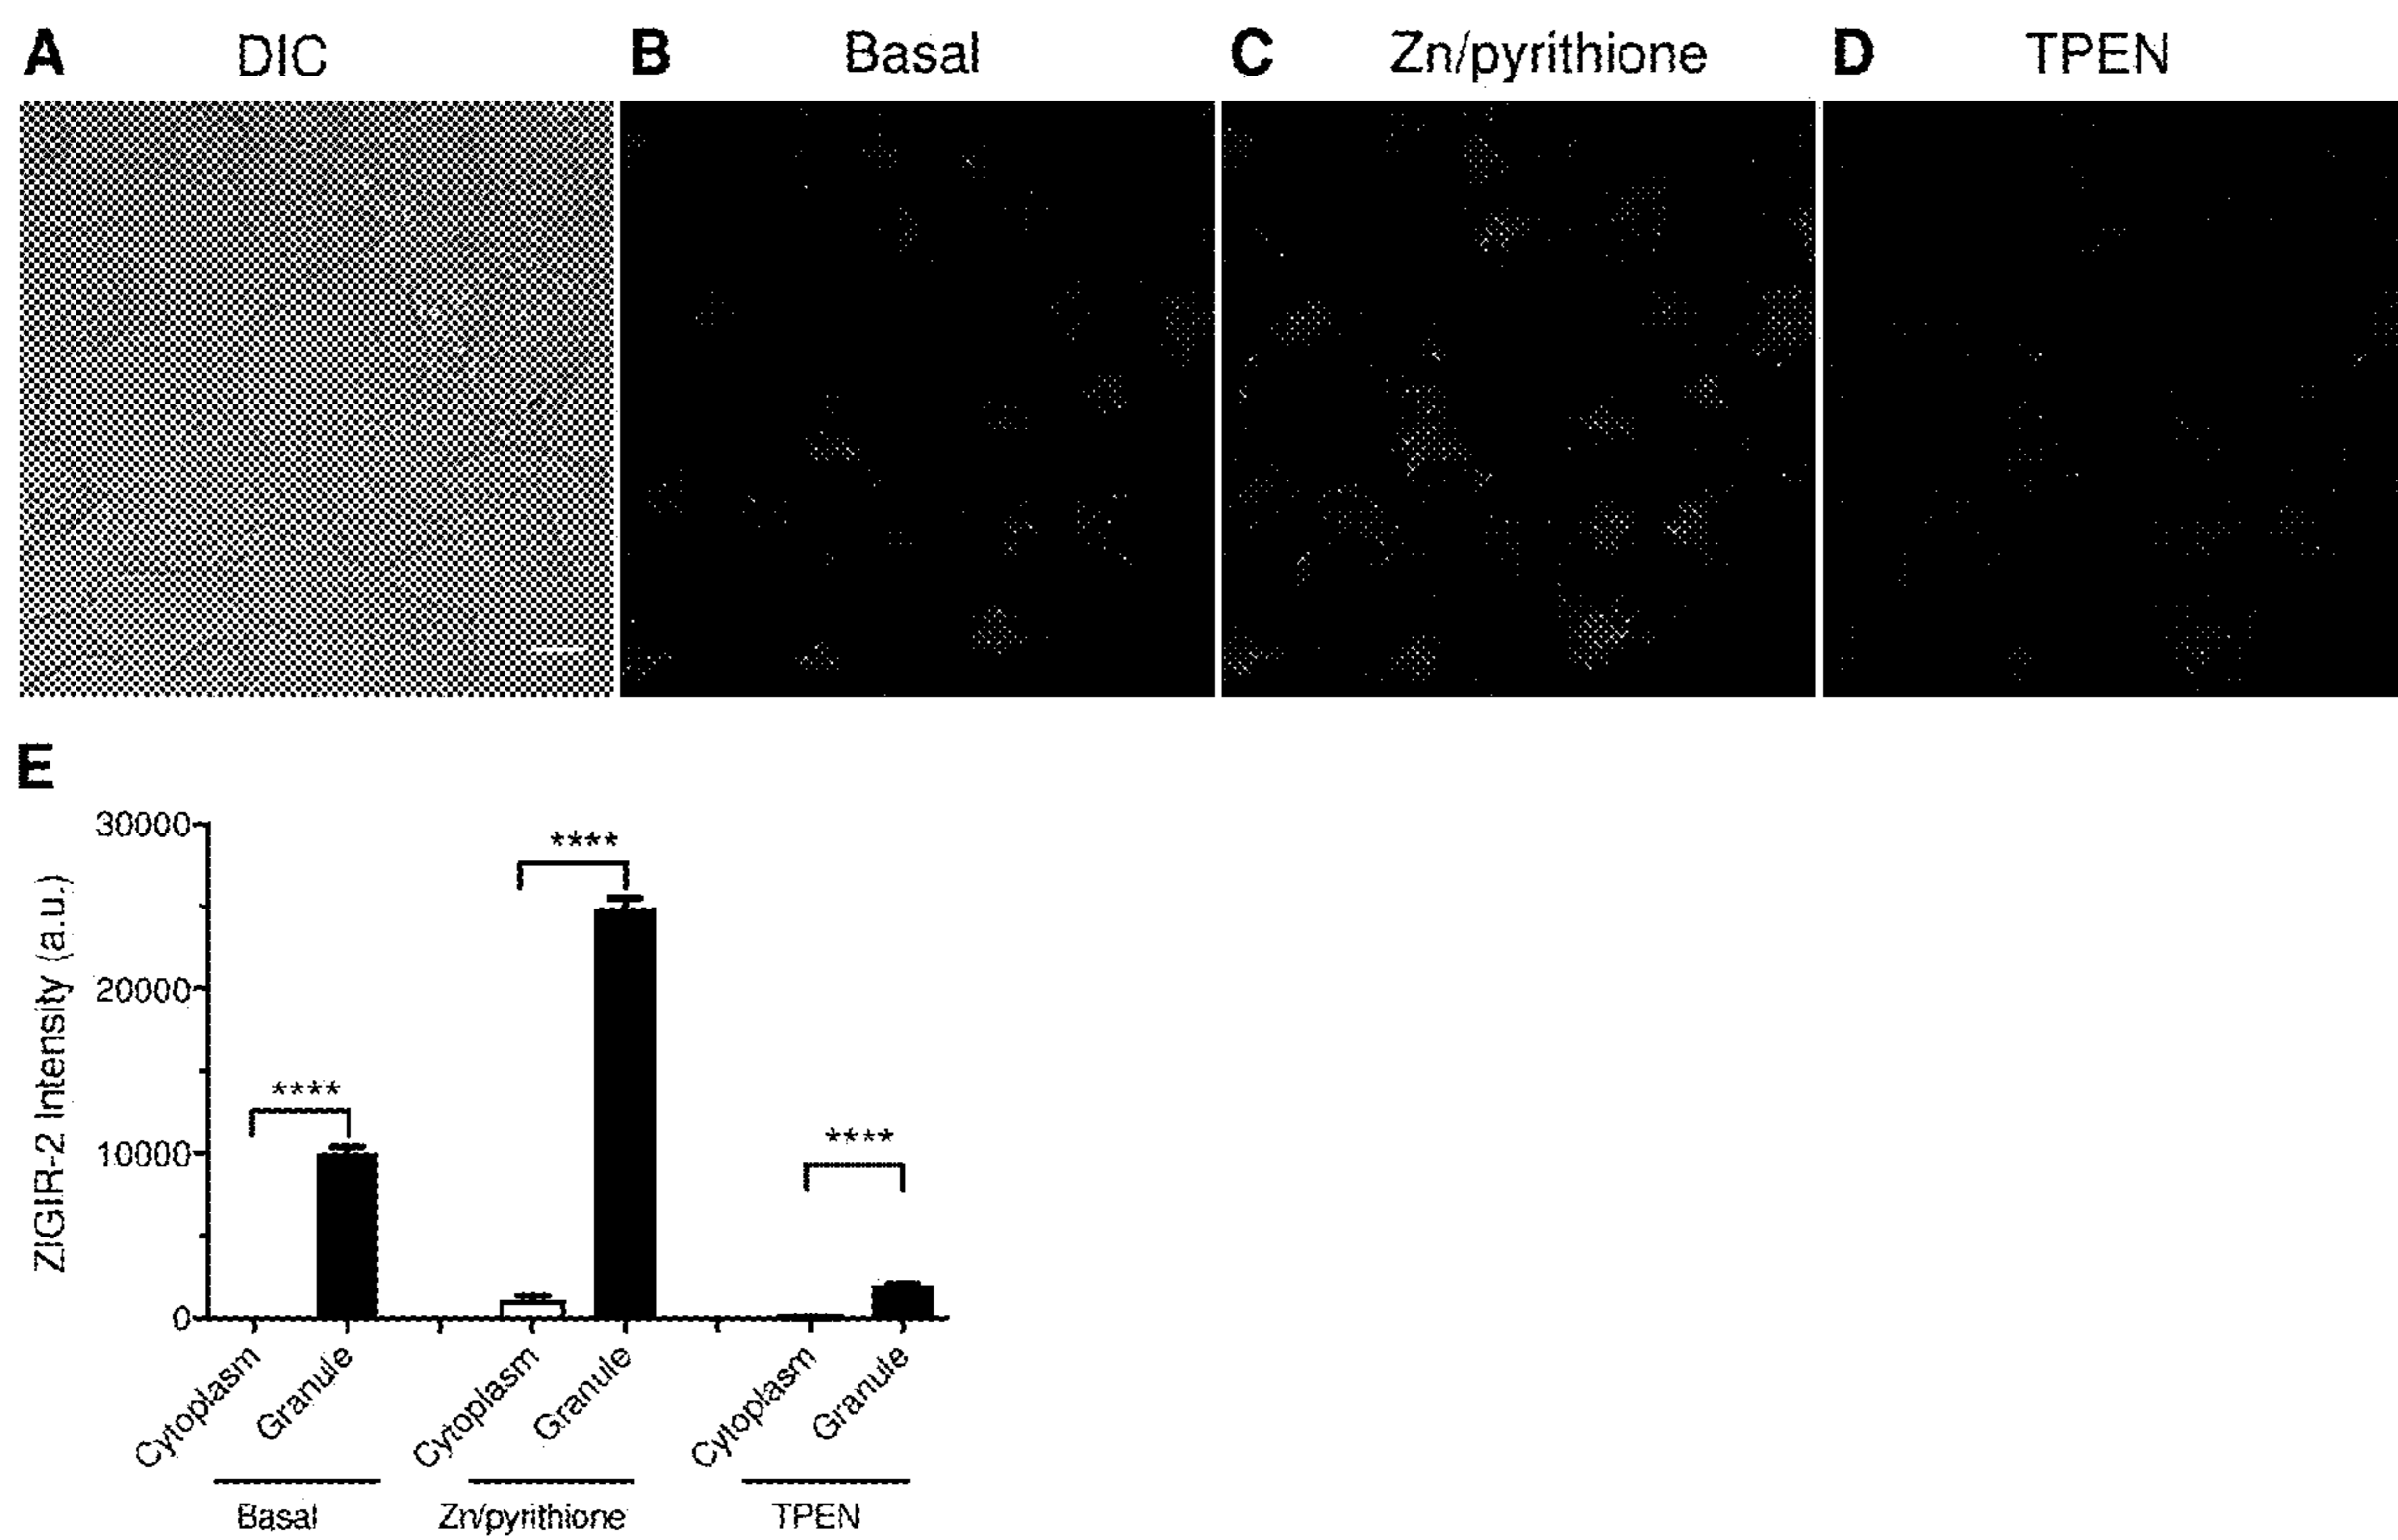 A DIC B Basal C Zn/pyrithione D TPEN
E
30000
20000
10000
0
ZIGIR-2 Intensity (a.u.)
****
****
****
Cytoplasm Granule Cytoplasm Granule Cytoplasm Granule
Basal Zn/pyrithione TPEN